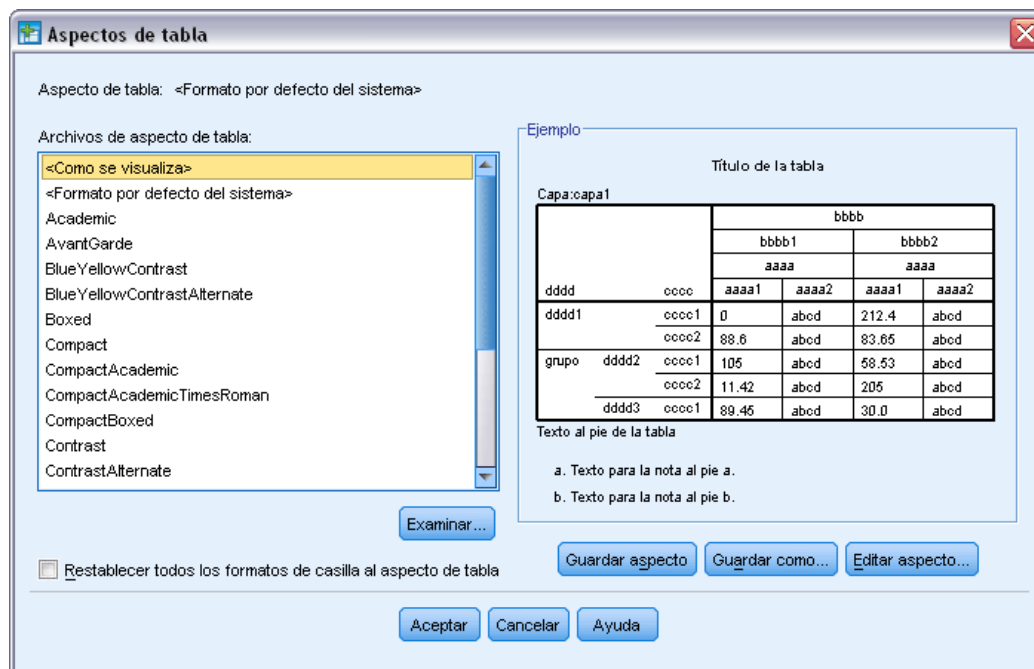 Aspectos de tabla
Aspecto de tabla: <Formato por defecto del sistema>
Archivos de aspecto de tabla:
<Como se visualiza>
<Formato por defecto del sistema>
Academic
AvantGarde
BlueYellowContrast
BlueYellowContrastAlternate
Boxed
Compact
CompactAcademic
CompactAcademicTimesRoman
CompactBoxed
Contrast
ContrastAlternate
Examinar...
Restablecer todos los formatos de casilla al aspecto de tabla
Ejemplo
Título de la tabla
Capa:capa1
bbbb
bbbb1 bbbb2
aaaa aaaa
dddd cccc aaaa1 aaaa2 aaaa1 aaaa2
dddd1 cccc1 0 abcd 212.4 abcd
cccc2 88.6 abcd 83.65 abcd
grupo dddd2 cccc1 105 abcd 58.53 abcd
cccc2 11.42 abcd 205 abcd
dddd3 cccc1 89.45 abcd 30.0 abcd
Texto al pie de la tabla
a. Texto para la nota al pie a.
b. Texto para la nota al pie b.
Guardar aspecto Guardar como... Editar aspecto...
Aceptar Cancelar Ayuda